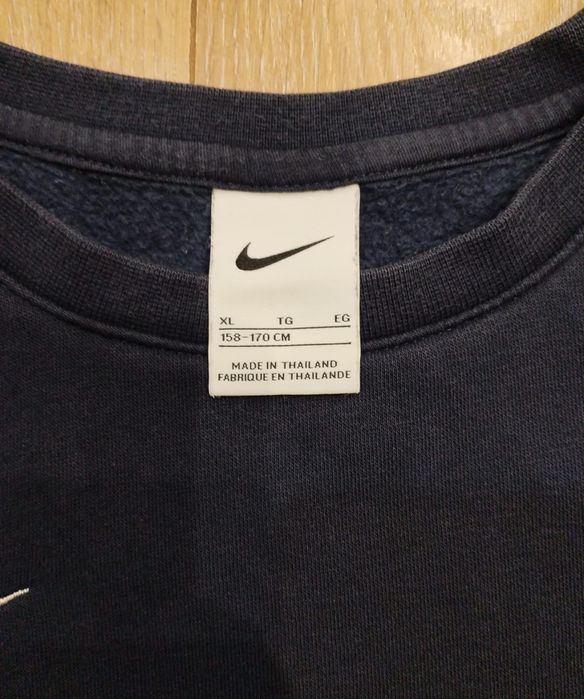 XL TG EG
158-170 CM
MADE IN THAILAND
FABRIQUE EN THAILANDE